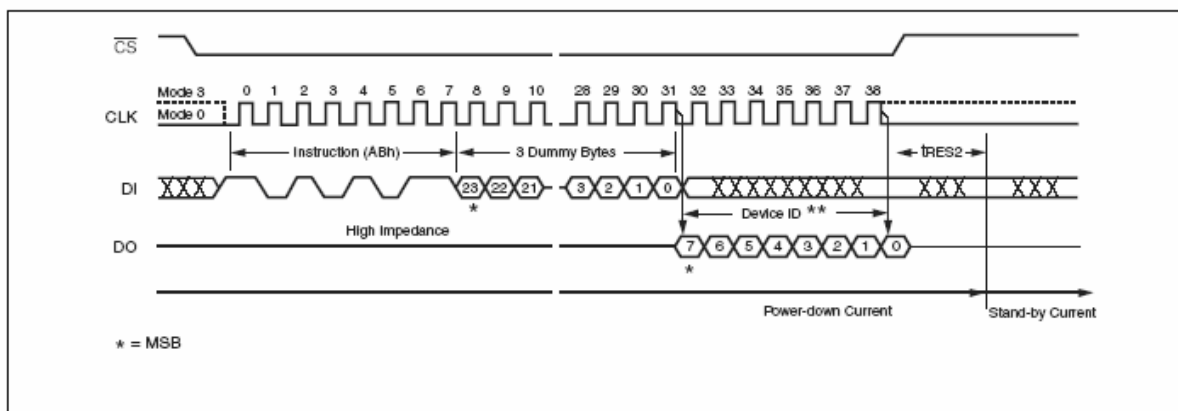 CS
Mode 3 0 1 2 3 4 5 6 7 8 9 10 28 29 30 31 32 33 34 35 36 37 38
CLK Mode 0
Instruction (ABh) 3 Dummy Bytes tRES2
DI 23 22 21 3 2 1 0
* Device ID **
High Impedance
DO 7 6 5 4 3 2 1 0
*
Power-down Current Stand-by Current
* = MSB